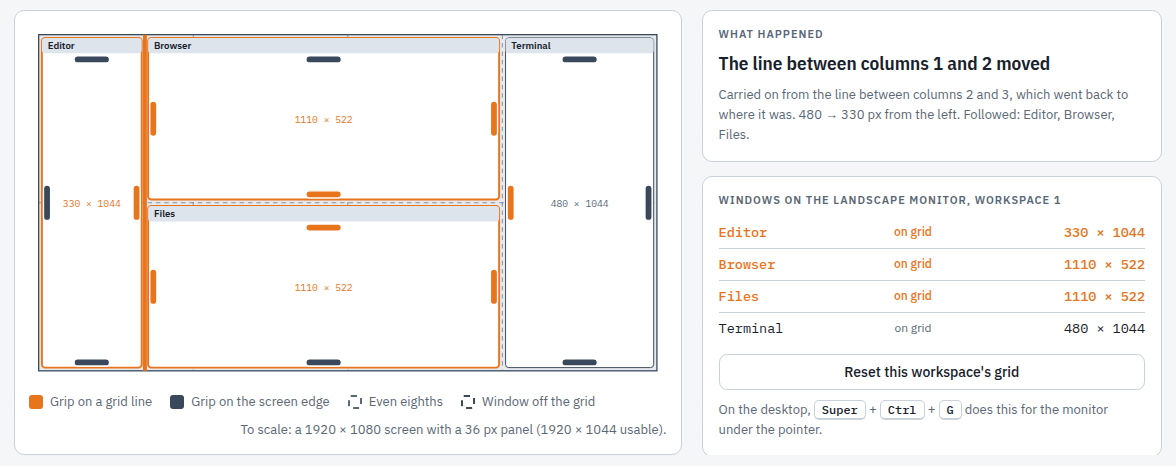 Editor
Browser
Terminal
1110 × 522
330 × 1044
480 × 1044
Files
1110 × 522
Grip on a grid line
Grip on the screen edge
Even eighths
Window off the grid
To scale: a 1920 × 1080 screen with a 36 px panel (1920 × 1044 usable).
WHAT HAPPENED
The line between columns 1 and 2 moved
Carried on from the line between columns 2 and 3, which went back to
where it was. 480 → 330 px from the left. Followed: Editor, Browser,
Files.
WINDOWS ON THE LANDSCAPE MONITOR, WORKSPACE 1
Editor on grid 330 × 1044
Browser on grid 1110 × 522
Files on grid 1110 × 522
Terminal on grid 480 × 1044
Reset this workspace's grid
On the desktop, Super + Ctrl + G does this for the monitor
under the pointer.